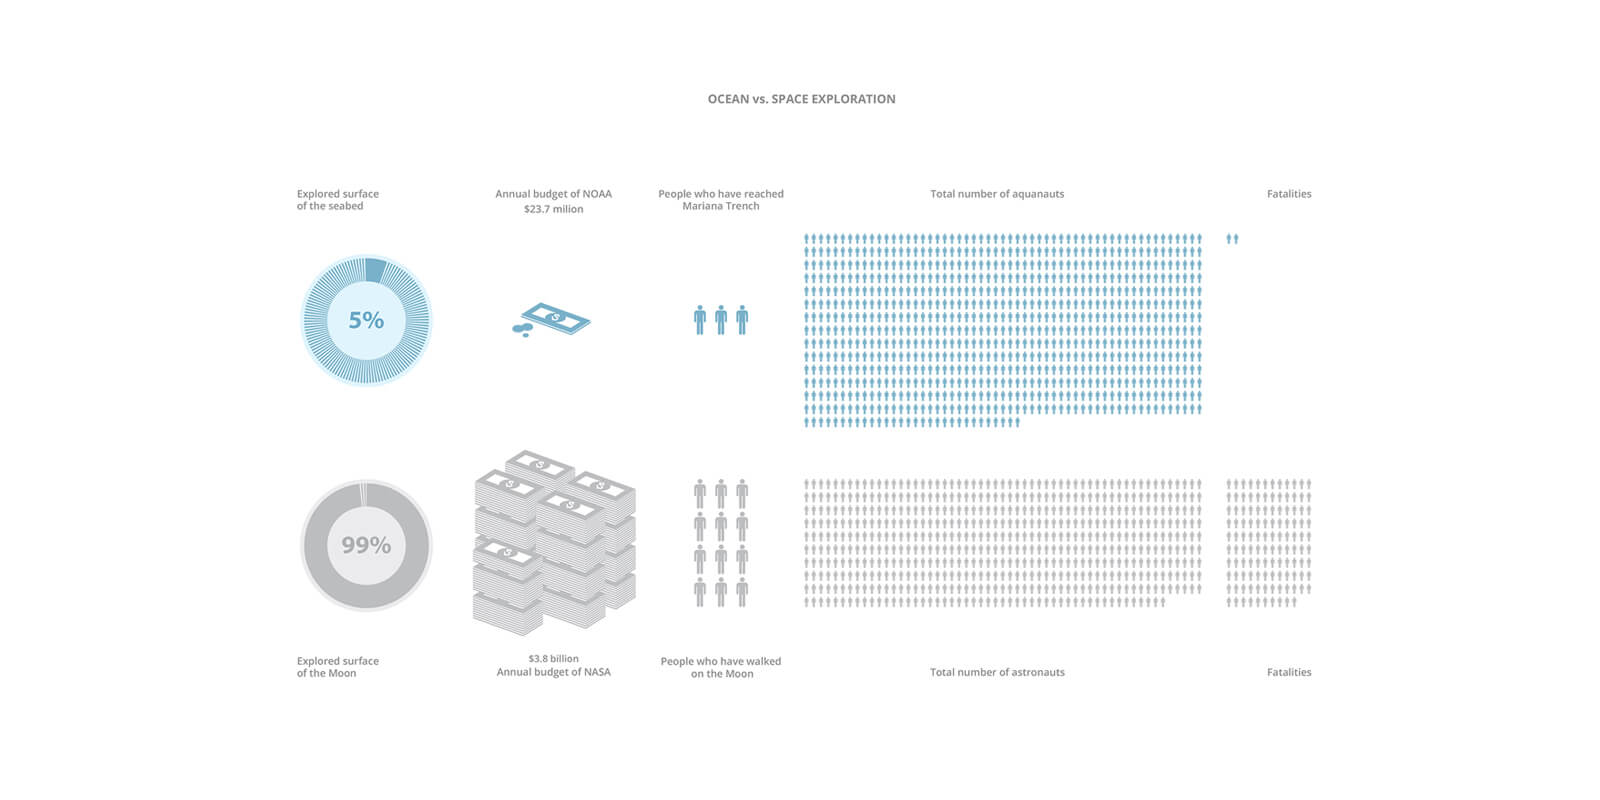 OCEAN vs. SPACE EXPLORATION
Explored surface
of the seabed
Annual budget of NOAA
$23.7 milion
People who have reached
Mariana Trench
Total number of aquanauts
Fatalities
5%
$
99%
$
$
$
$
$
Explored surface
of the Moon
$3.8 billion
Annual budget of NASA
People who have walked
on the Moon
Total number of astronauts
Fatalities